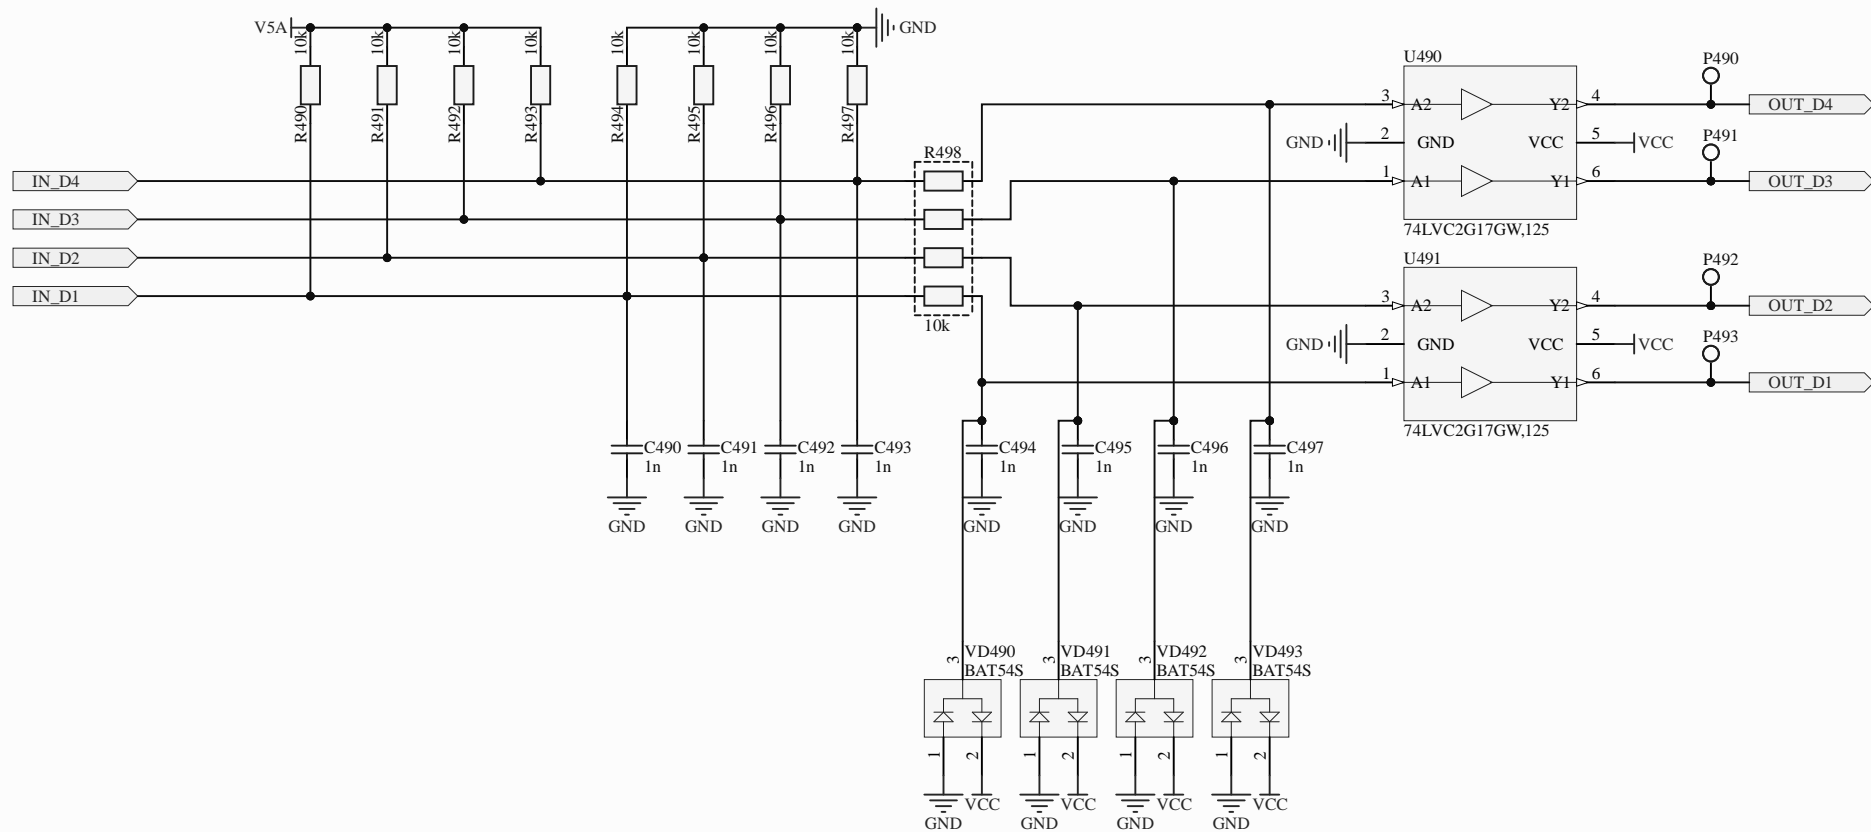 V5A
10k
10k
10k
10k
10k
10k
10k
10k
GND
R490
R491
R492
R493
R494
R495
R496
R497
IN_D4
IN_D3
IN_D2
IN_D1
R498
10k
U490
3 A2 Y2 4
GND 2 GND VCC 5 VCC
1 A1 Y1 6
74LVC2G17GW,125
P490
OUT_D4
P491
OUT_D3
U491
3 A2 Y2 4
GND 2 GND VCC 5 VCC
1 A1 Y1 6
74LVC2G17GW,125
P492
OUT_D2
P493
OUT_D1
C490
1n
GND
C491
1n
GND
C492
1n
GND
C493
1n
GND
C494
1n
GND
C495
1n
GND
C496
1n
GND
C497
1n
GND
3
VD490
BAT54S
1
2
GND
VCC
3
VD491
BAT54S
1
2
GND
VCC
3
VD492
BAT54S
1
2
GND
VCC
3
VD493
BAT54S
1
2
GND
VCC